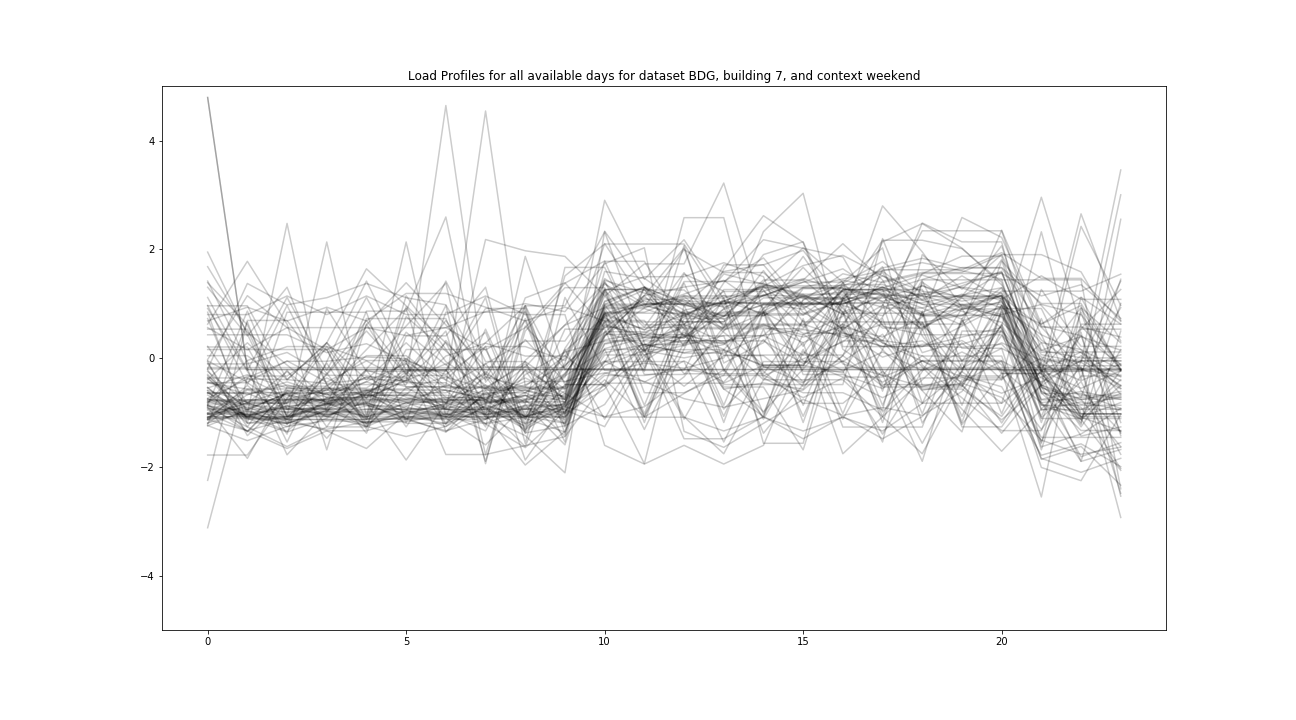 Load Profiles for all available days for dataset BDG, building 7, and context weekend
4
2
0
−2
−4
0 5 10 15 20